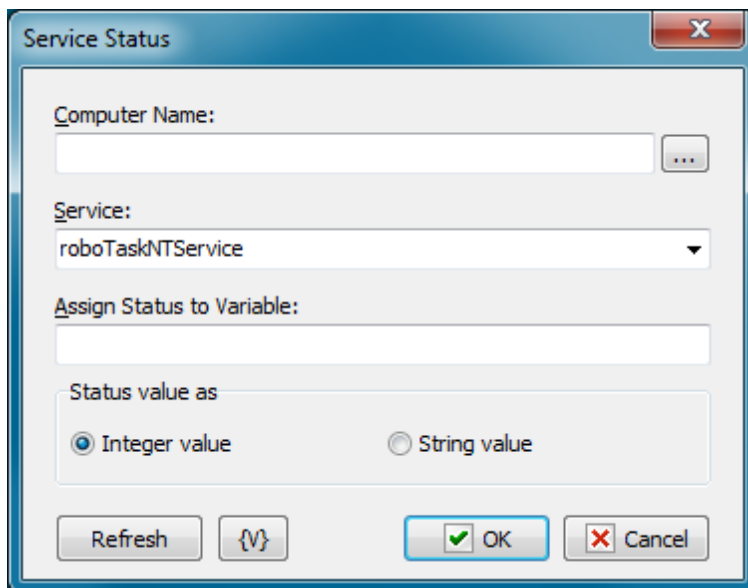 Service Status
Computer Name:
...
Service:
roboTaskNTService
Assign Status to Variable:
Status value as
Integer value String value
Refresh {V} OK Cancel